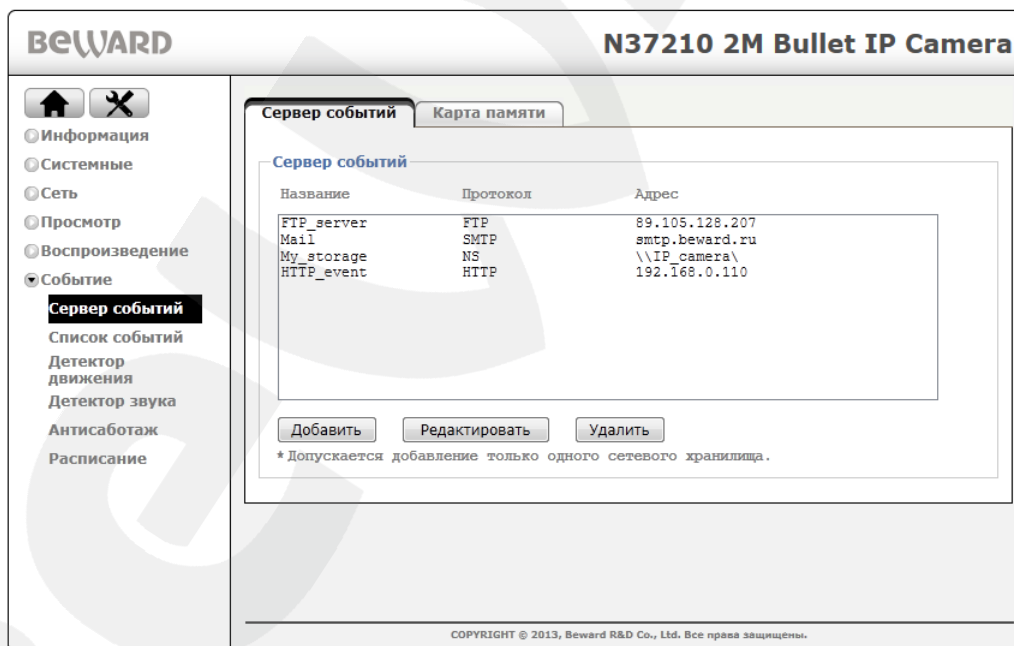 BEWARD
N37210 2M Bullet IP Camera
Информация
Системные
Сеть
Просмотр
Воспроизведение
Событие
Сервер событий
Список событий
Детектор
движения
Детектор звука
Антисаботаж
Расписание
Сервер событий Карта памяти
Сервер событий
Название Протокол Адрес
FTP_server FTP 89.105.128.207
Mail SMTP smtp.beward.ru
My_storage NS \\IP_camera\
HTTP_event HTTP 192.168.0.110
Добавить Редактировать Удалить
* Допускается добавление только одного сетевого хранилища.
COPYRIGHT © 2013, Beward R&D Co., Ltd. Все права защищены.